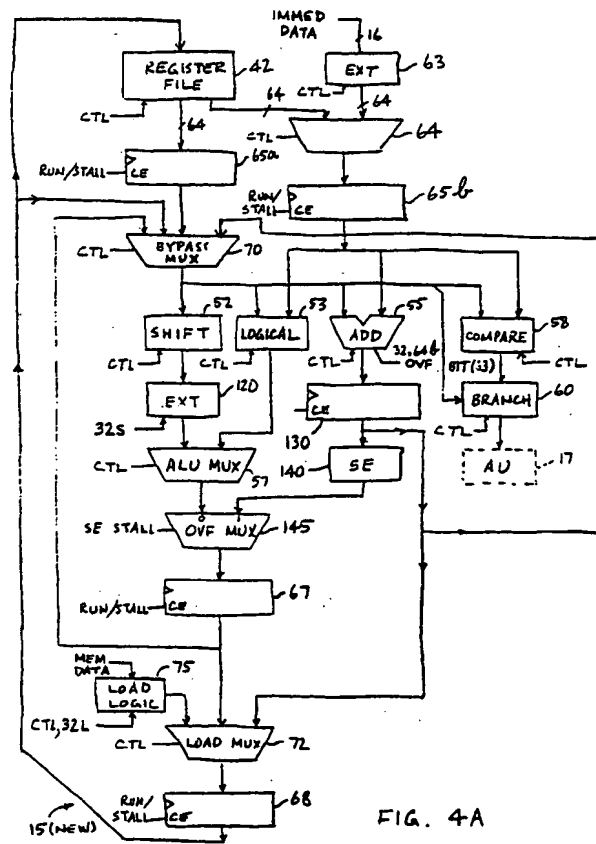 IMMED
DATA
16
REGISTER
FILE
42
EXT
63
CTL
CTL
64
64
64
CTL
64
RUN/STALL
CE
65a
RUN/
STALL
CE
65b
CTL
BYPASS
MUX
70
52
53
55
58
SHIFT
LOGICAL
ADD
COMPARE
CTL
CTL
CTL
32,64b
OVF
BIT(33)
CTL
120
EXT
CE
130
BRANCH
60
32S
CTL
CTL
ALU MUX
57
140
SE
AU
17
SE STALL
OVF MUX
145
RUN/STALL
CE
67
MEM
DATA
75
LOAD
LOGIC
CTL,32L
CTL
LOAD MUX
72
15(NEW)
RUN/
STALL
CE
68
FIG. 4A